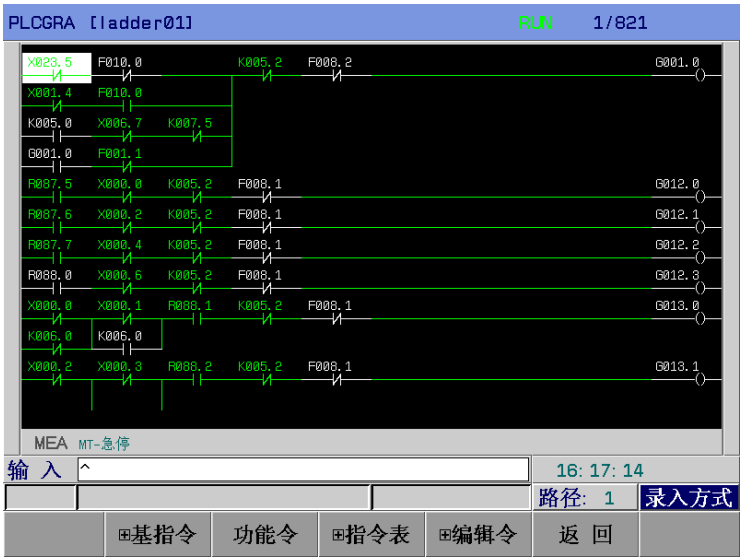 PLCGRA [ladder01] RUN 1/821
X023.5 F010.0 K005.2 F008.2 G001.0
X001.4 F010.0
K005.0 X006.7 K007.5
G001.0 F001.1
R087.5 X000.0 K005.2 F008.1 G012.0
R087.6 X000.2 K005.2 F008.1 G012.1
R087.7 X000.4 K005.2 F008.1 G012.2
R088.0 X000.6 K005.2 F008.1 G012.3
X000.0 X000.1 R088.1 K005.2 F008.1 G013.0
K006.0 K006.0
X000.2 X000.3 R088.2 K005.2 F008.1 G013.1
MEA MT-急停
输 入 ^ 16:17:14
路径: 1 录入方式
⊞基指令 功能令 ⊞指令表 ⊞编辑令 返 回